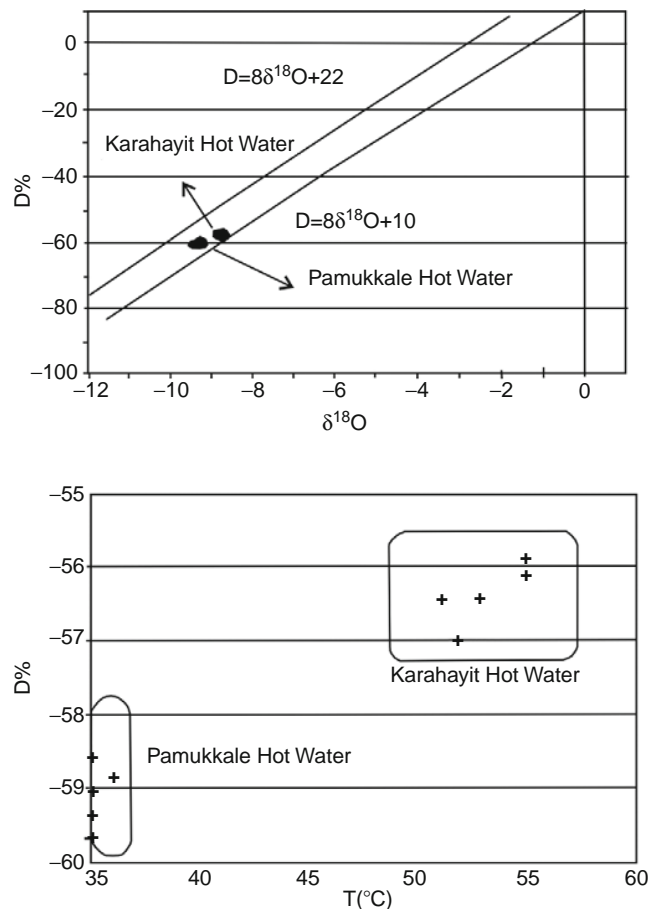 0
D=8δ¹⁸O+22
–20
Karahayit Hot Water
–40
D%
D=8δ¹⁸O+10
–60
Pamukkale Hot Water
–80
–100
–12 –10 –8 –6 –4 –2 0
δ¹⁸O
–55
–56
–57
Karahayit Hot Water
D%
–58
Pamukkale Hot Water
–59
–60
35 40 45 50 55 60
T(°C)